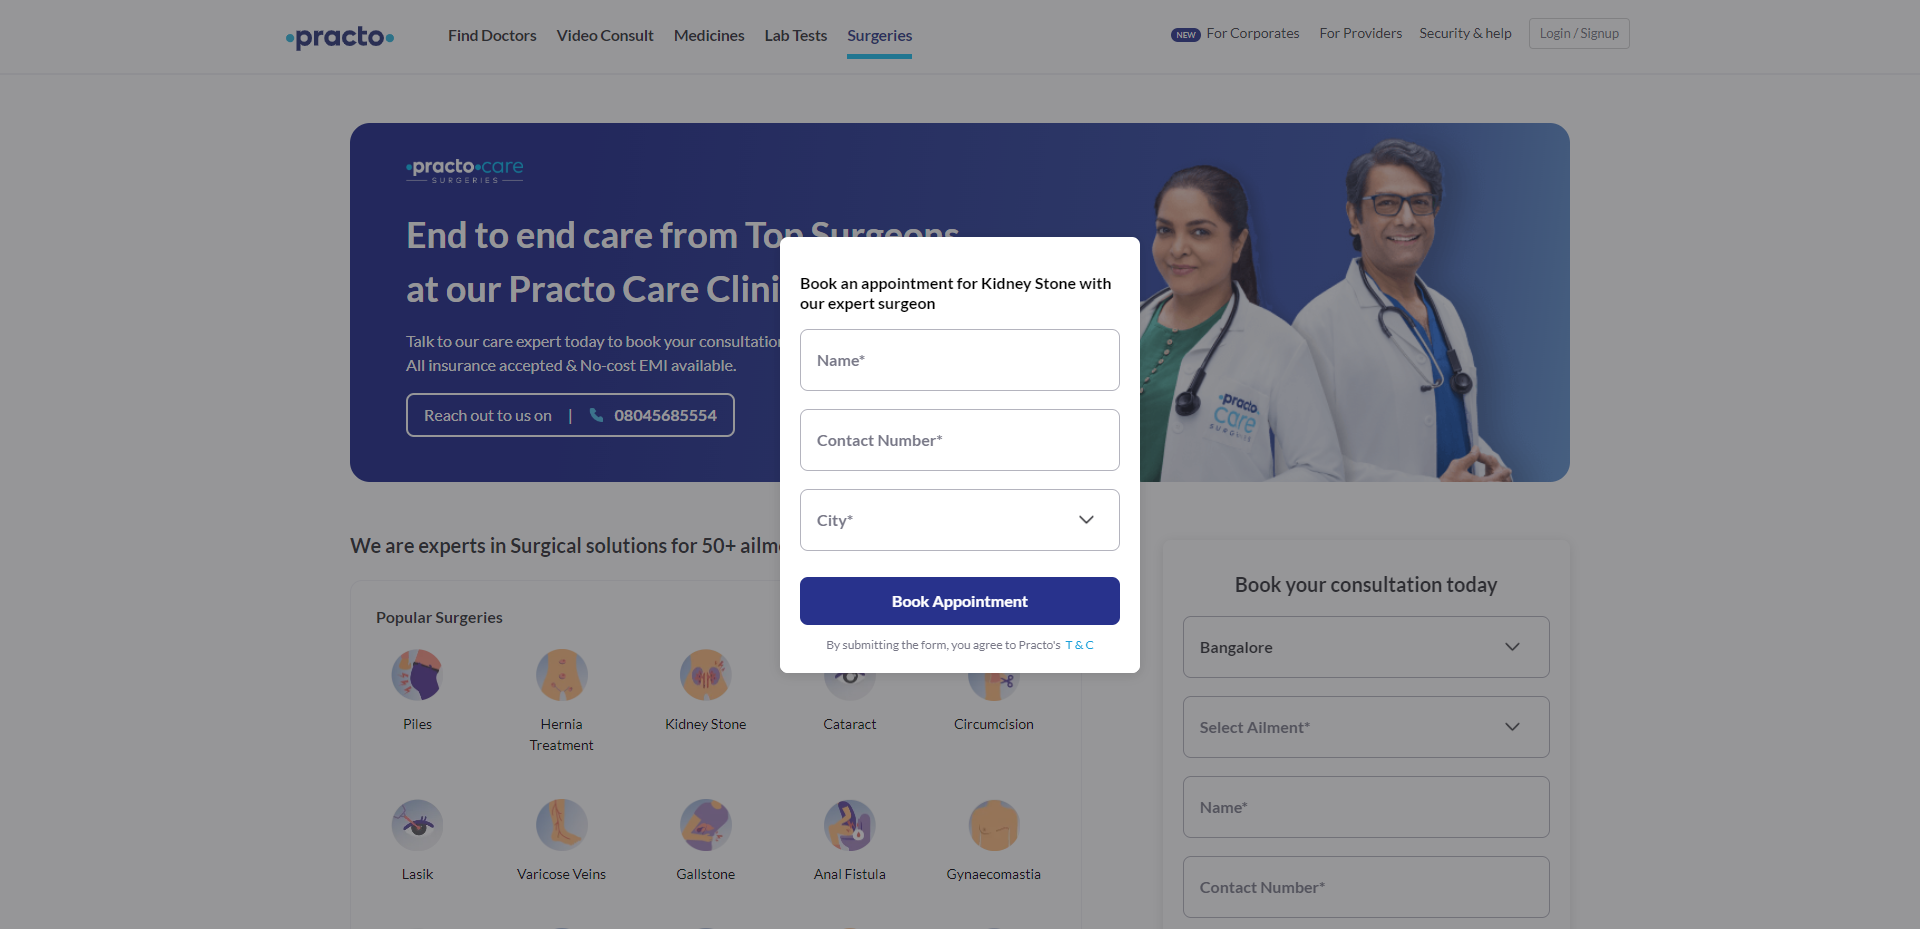 practo
Find Doctors
Video Consult
Medicines
Lab Tests
Surgeries
NEW For Corporates
For Providers
Security & help
Login / Signup
practo care
SURGERIES
End to end care from Top Surgeons
at our Practo Care Clini
Talk to our care expert today to book your consultation
All insurance accepted & No-cost EMI available.
Reach out to us on | 08045685554
practo
care
SURGERIES
Book an appointment for Kidney Stone with
our expert surgeon
Name*
Contact Number*
City*
Book Appointment
By submitting the form, you agree to Practo's T & C
We are experts in Surgical solutions for 50+ ailm
Popular Surgeries
Piles
Hernia
Treatment
Kidney Stone
Cataract
Circumcision
Lasik
Varicose Veins
Gallstone
Anal Fistula
Gynaecomastia
Book your consultation today
Bangalore
Select Ailment*
Name*
Contact Number*